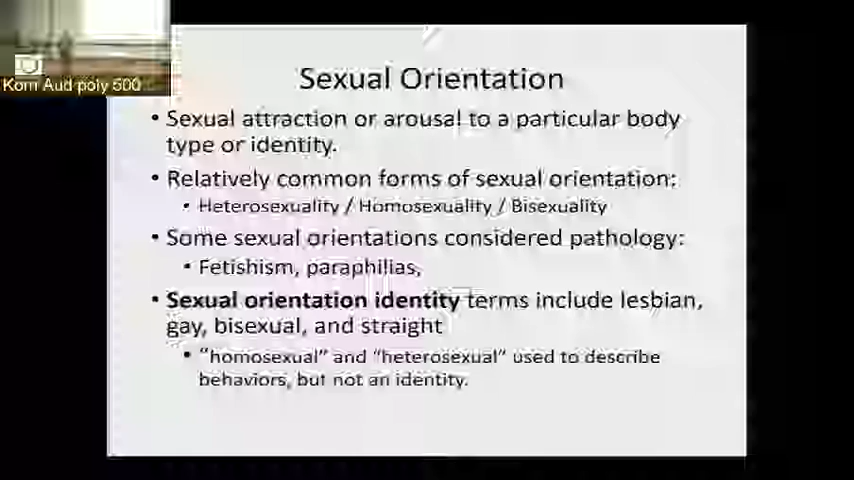 Korn Aud poly 500
Sexual Orientation
• Sexual attraction or arousal to a particular body
type or identity.
• Relatively common forms of sexual orientation:
• Heterosexuality / Homosexuality / Bisexuality
• Some sexual orientations considered pathology:
• Fetishism, paraphilias,
• Sexual orientation identity terms include lesbian,
gay, bisexual, and straight
• "homosexual" and "heterosexual" used to describe
behaviors, but not an identity.